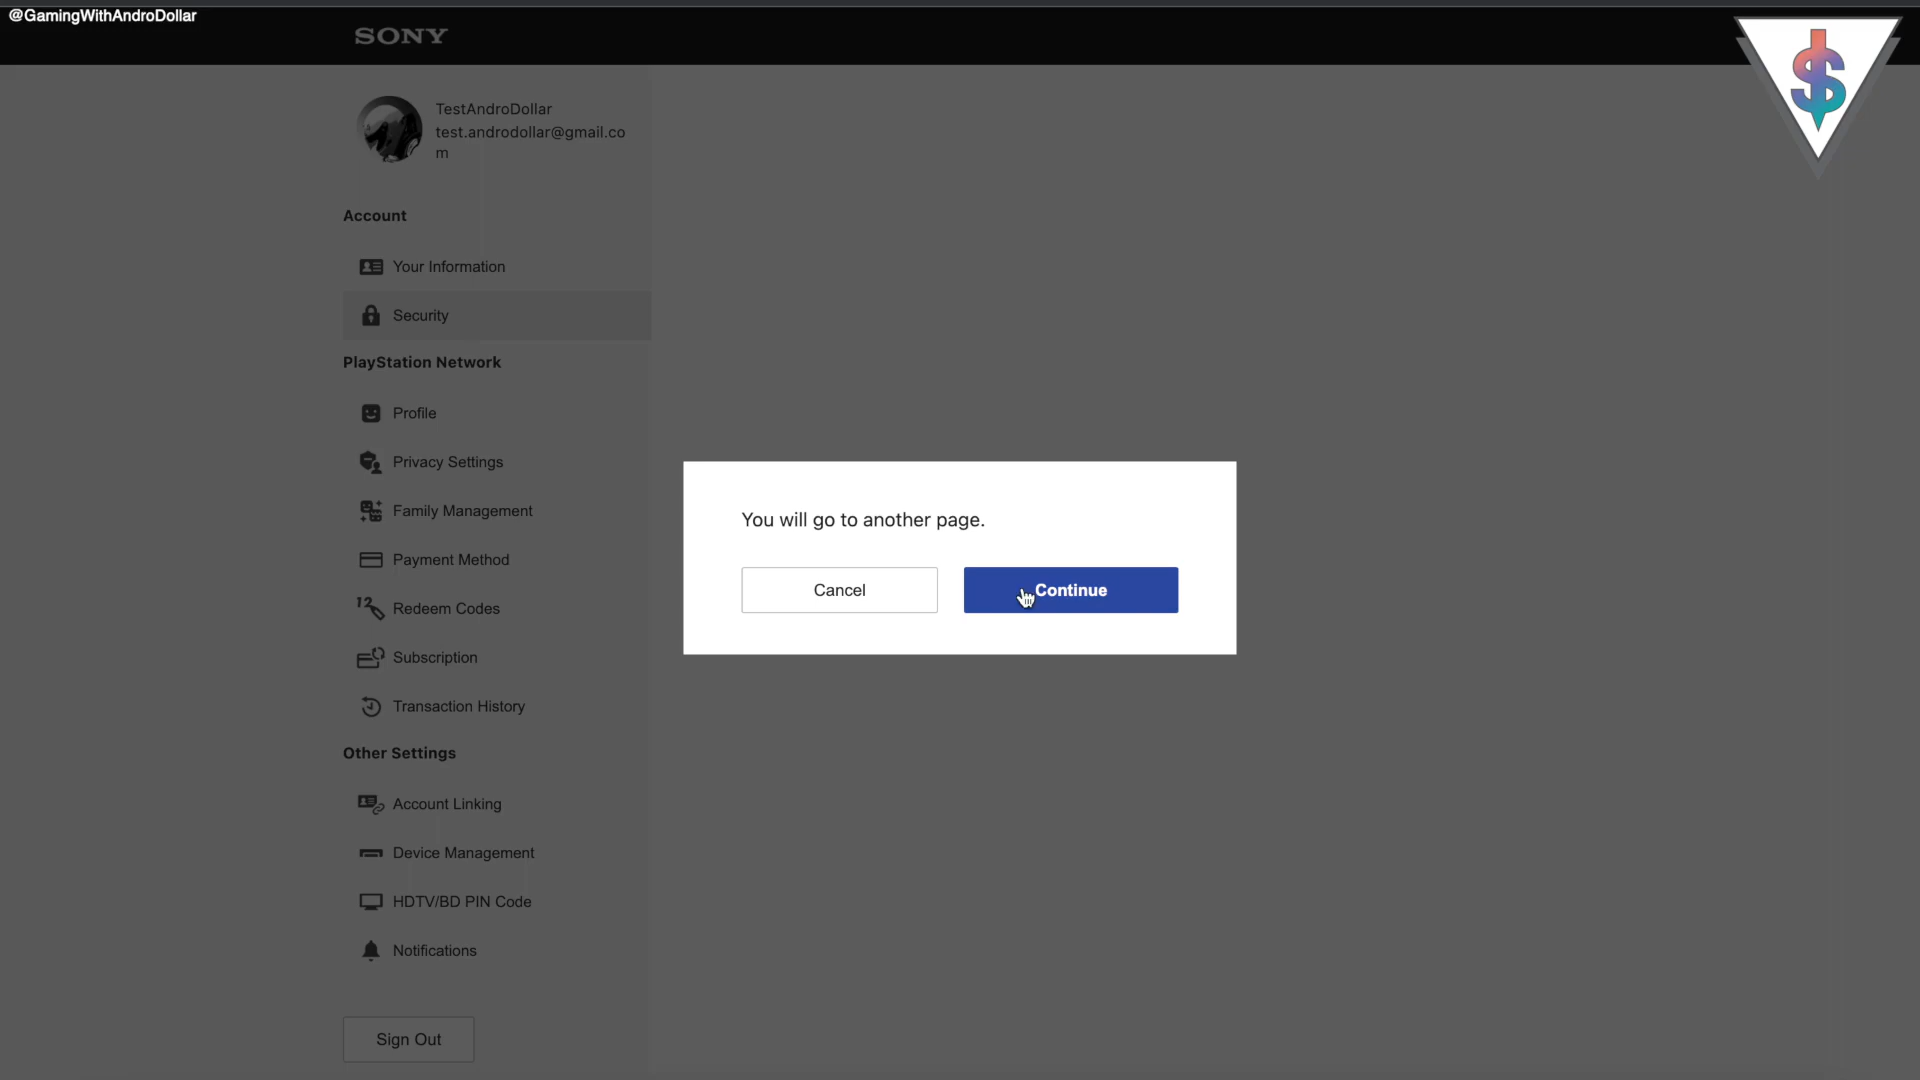 @GamingWithAndroDollar
SONY
TestAndroDollar
test.androdollar@gmail.co
m
Account
Your Information
Security
PlayStation Network
Profile
Privacy Settings
Family Management
Payment Method
Redeem Codes
Subscription
Transaction History
Other Settings
Account Linking
Device Management
HDTV/BD PIN Code
Notifications
Sign Out
You will go to another page.
Cancel
Continue